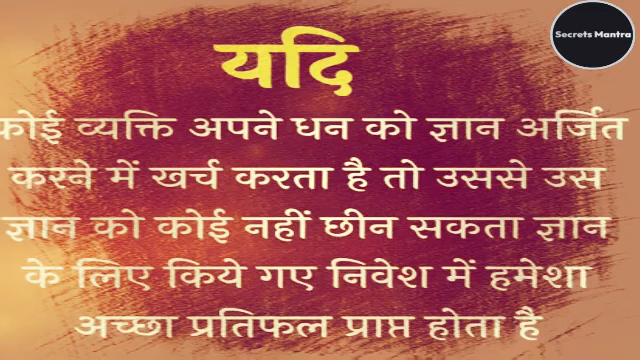 Secrets Mantra
यदि
कोई व्यक्ति अपने धन को ज्ञान अर्जित
करने में खर्च करता है तो उससे उस
ज्ञान को कोई नहीं छीन सकता ज्ञान
के लिए किये गए निवेश में हमेशा
अच्छा प्रतिफल प्राप्त होता है